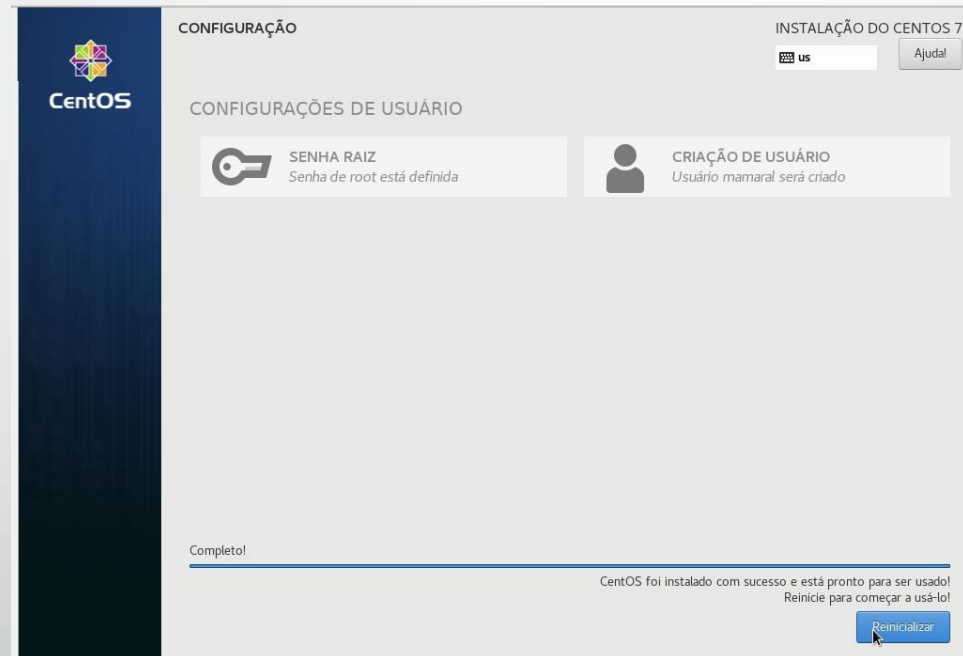 CentOS
CONFIGURAÇÃO
INSTALAÇÃO DO CENTOS 7
us
Ajuda!
CONFIGURAÇÕES DE USUÁRIO
SENHA RAIZ
Senha de root está definida
CRIAÇÃO DE USUÁRIO
Usuário mamaral será criado
Completo!
CentOS foi instalado com sucesso e está pronto para ser usado!
Reinicie para começar a usá-lo!
Reinicializar